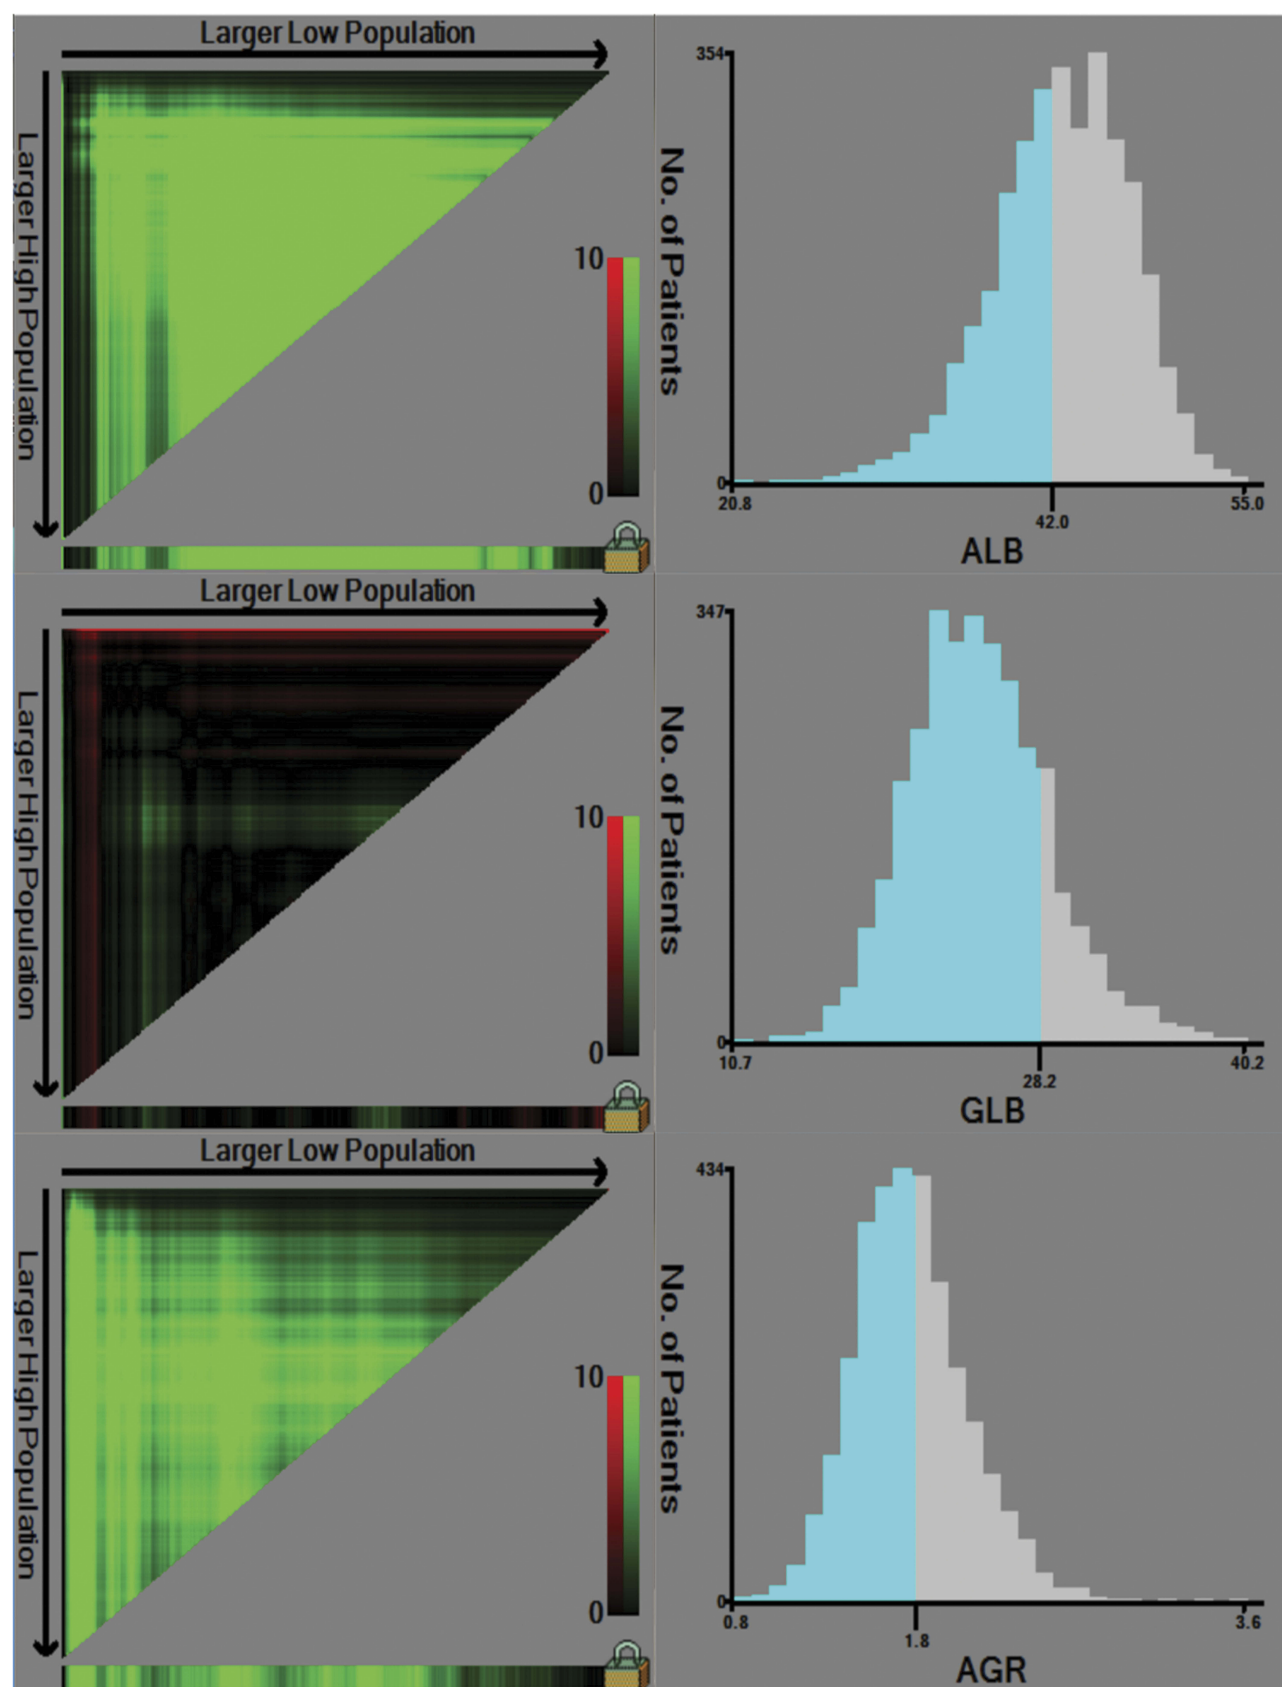 Larger Low Population
Larger High Population
10
0
354
No. of Patients
0
20.8
55.0
42.0
ALB
Larger Low Population
Larger High Population
10
0
347
No. of Patients
0
10.7
40.2
28.2
GLB
Larger Low Population
Larger High Population
10
0
434
No. of Patients
0
0.8
3.6
1.8
AGR